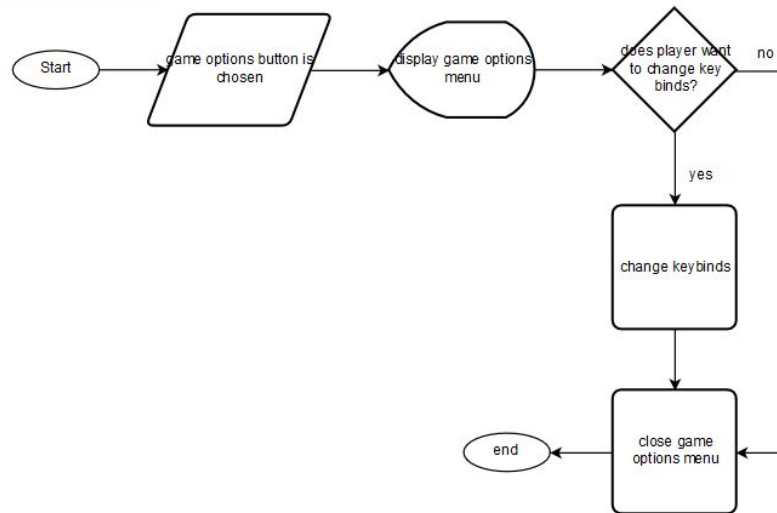 Start
game options button is
chosen
display game options
menu
does player want
to change key
binds?
no
yes
change keybinds
close game
options menu
end